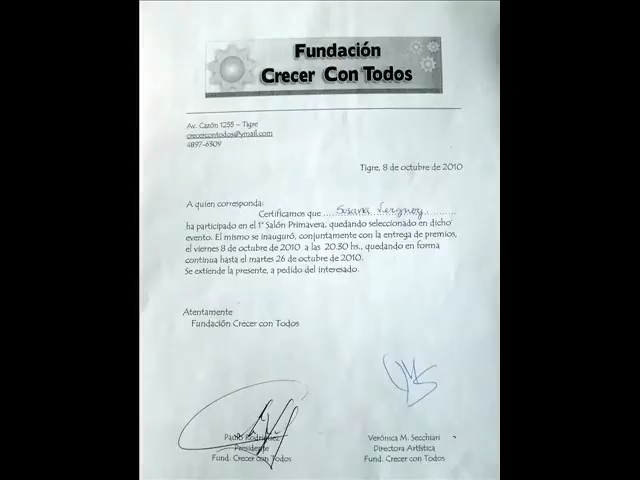 Fundación
Crecer Con Todos
Av. Cazón 1255 – Tigre
crecercontodos@ymail.com
4897-6309
Tigre, 8 de octubre de 2010
A quien corresponda:
Certificamos que ... Susana ...
ha participado en el 1º Salón Primavera, quedando seleccionado en dicho
evento. El mismo se inauguró, conjuntamente con la entrega de premios,
el viernes 8 de octubre de 2010 a las 20.30 hs., quedando en forma
continua hasta el martes 26 de octubre de 2010.
Se extiende la presente, a pedido del interesado.
Atentamente
Fundación Crecer con Todos
Paulo Rodríguez
Presidente
Fund. Crecer con Todos
Verónica M. Secchiari
Directora Artística
Fund. Crecer con Todos